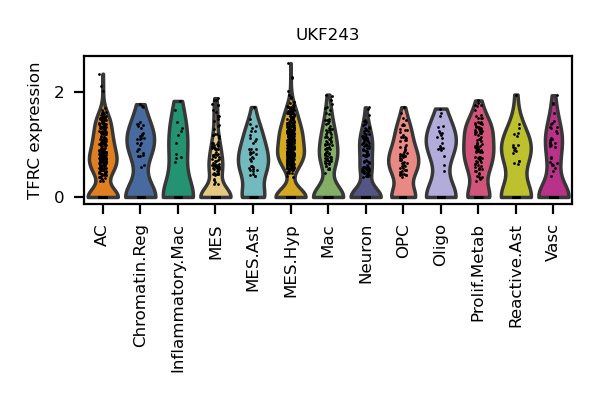 UKF243
TFRC expression
2
0
AC
Chromatin.Reg
Inflammatory.Mac
MES
MES.Ast
MES.Hyp
Mac
Neuron
OPC
Oligo
Prolif.Metab
Reactive.Ast
Vasc